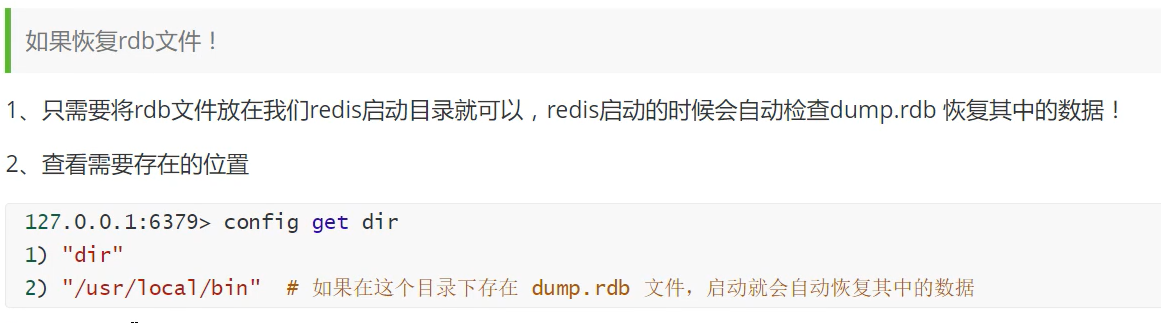 如果恢复rdb文件！
1、只需要将rdb文件放在我们redis启动目录就可以，redis启动的时候会自动检查dump.rdb 恢复其中的数据！
2、查看需要存在的位置
127.0.0.1:6379> config get dir
1) "dir"
2) "/usr/local/bin"  # 如果在这个目录下存在 dump.rdb 文件，启动就会自动恢复其中的数据